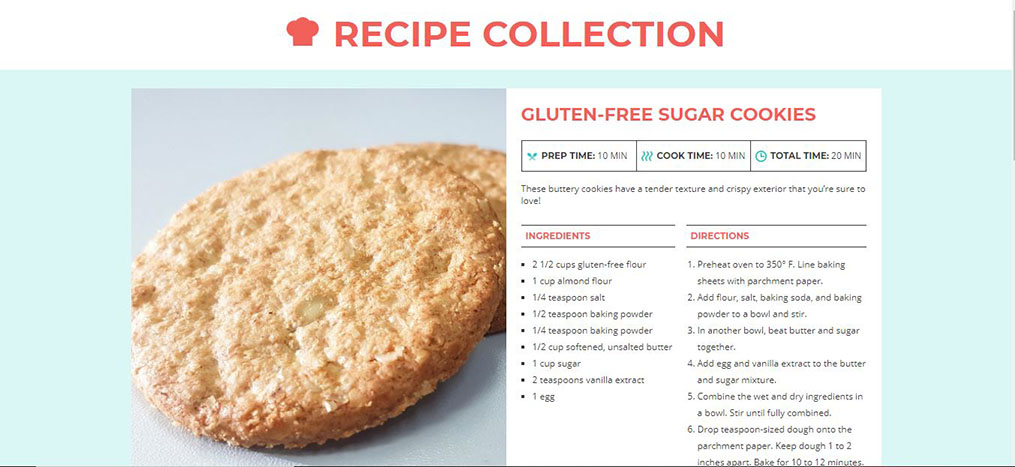 RECIPE COLLECTION
GLUTEN-FREE SUGAR COOKIES
PREP TIME: 10 MIN
COOK TIME: 10 MIN
TOTAL TIME: 20 MIN
These buttery cookies have a tender texture and crispy exterior that you're sure to
love!
INGREDIENTS
2 1/2 cups gluten-free flour
1 cup almond flour
1/4 teaspoon salt
1/2 teaspoon baking powder
1/4 teaspoon baking powder
1/2 cup softened, unsalted butter
1 cup sugar
2 teaspoons vanilla extract
1 egg
DIRECTIONS
1. Preheat oven to 350° F. Line baking
sheets with parchment paper.
2. Add flour, salt, baking soda, and baking
powder to a bowl and stir.
3. In another bowl, beat butter and sugar
together.
4. Add egg and vanilla extract to the butter
and sugar mixture.
5. Combine the wet and dry ingredients in
a bowl. Stir until fully combined.
6. Drop teaspoon-sized dough onto the
parchment paper. Keep dough 1 to 2
inches apart. Bake for 10 to 12 minutes.